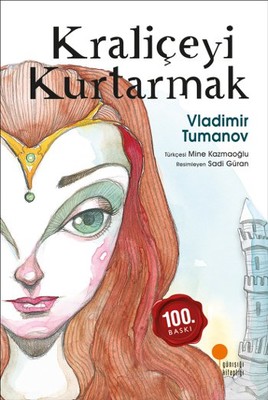 Kraliçeyi
Kurtarmak
Vladimir
Tumanov
Türkçesi Mine Kazmaoğlu
Resimleyen Sadi Güran
100.
BASKI
günışığı
kitaplığı